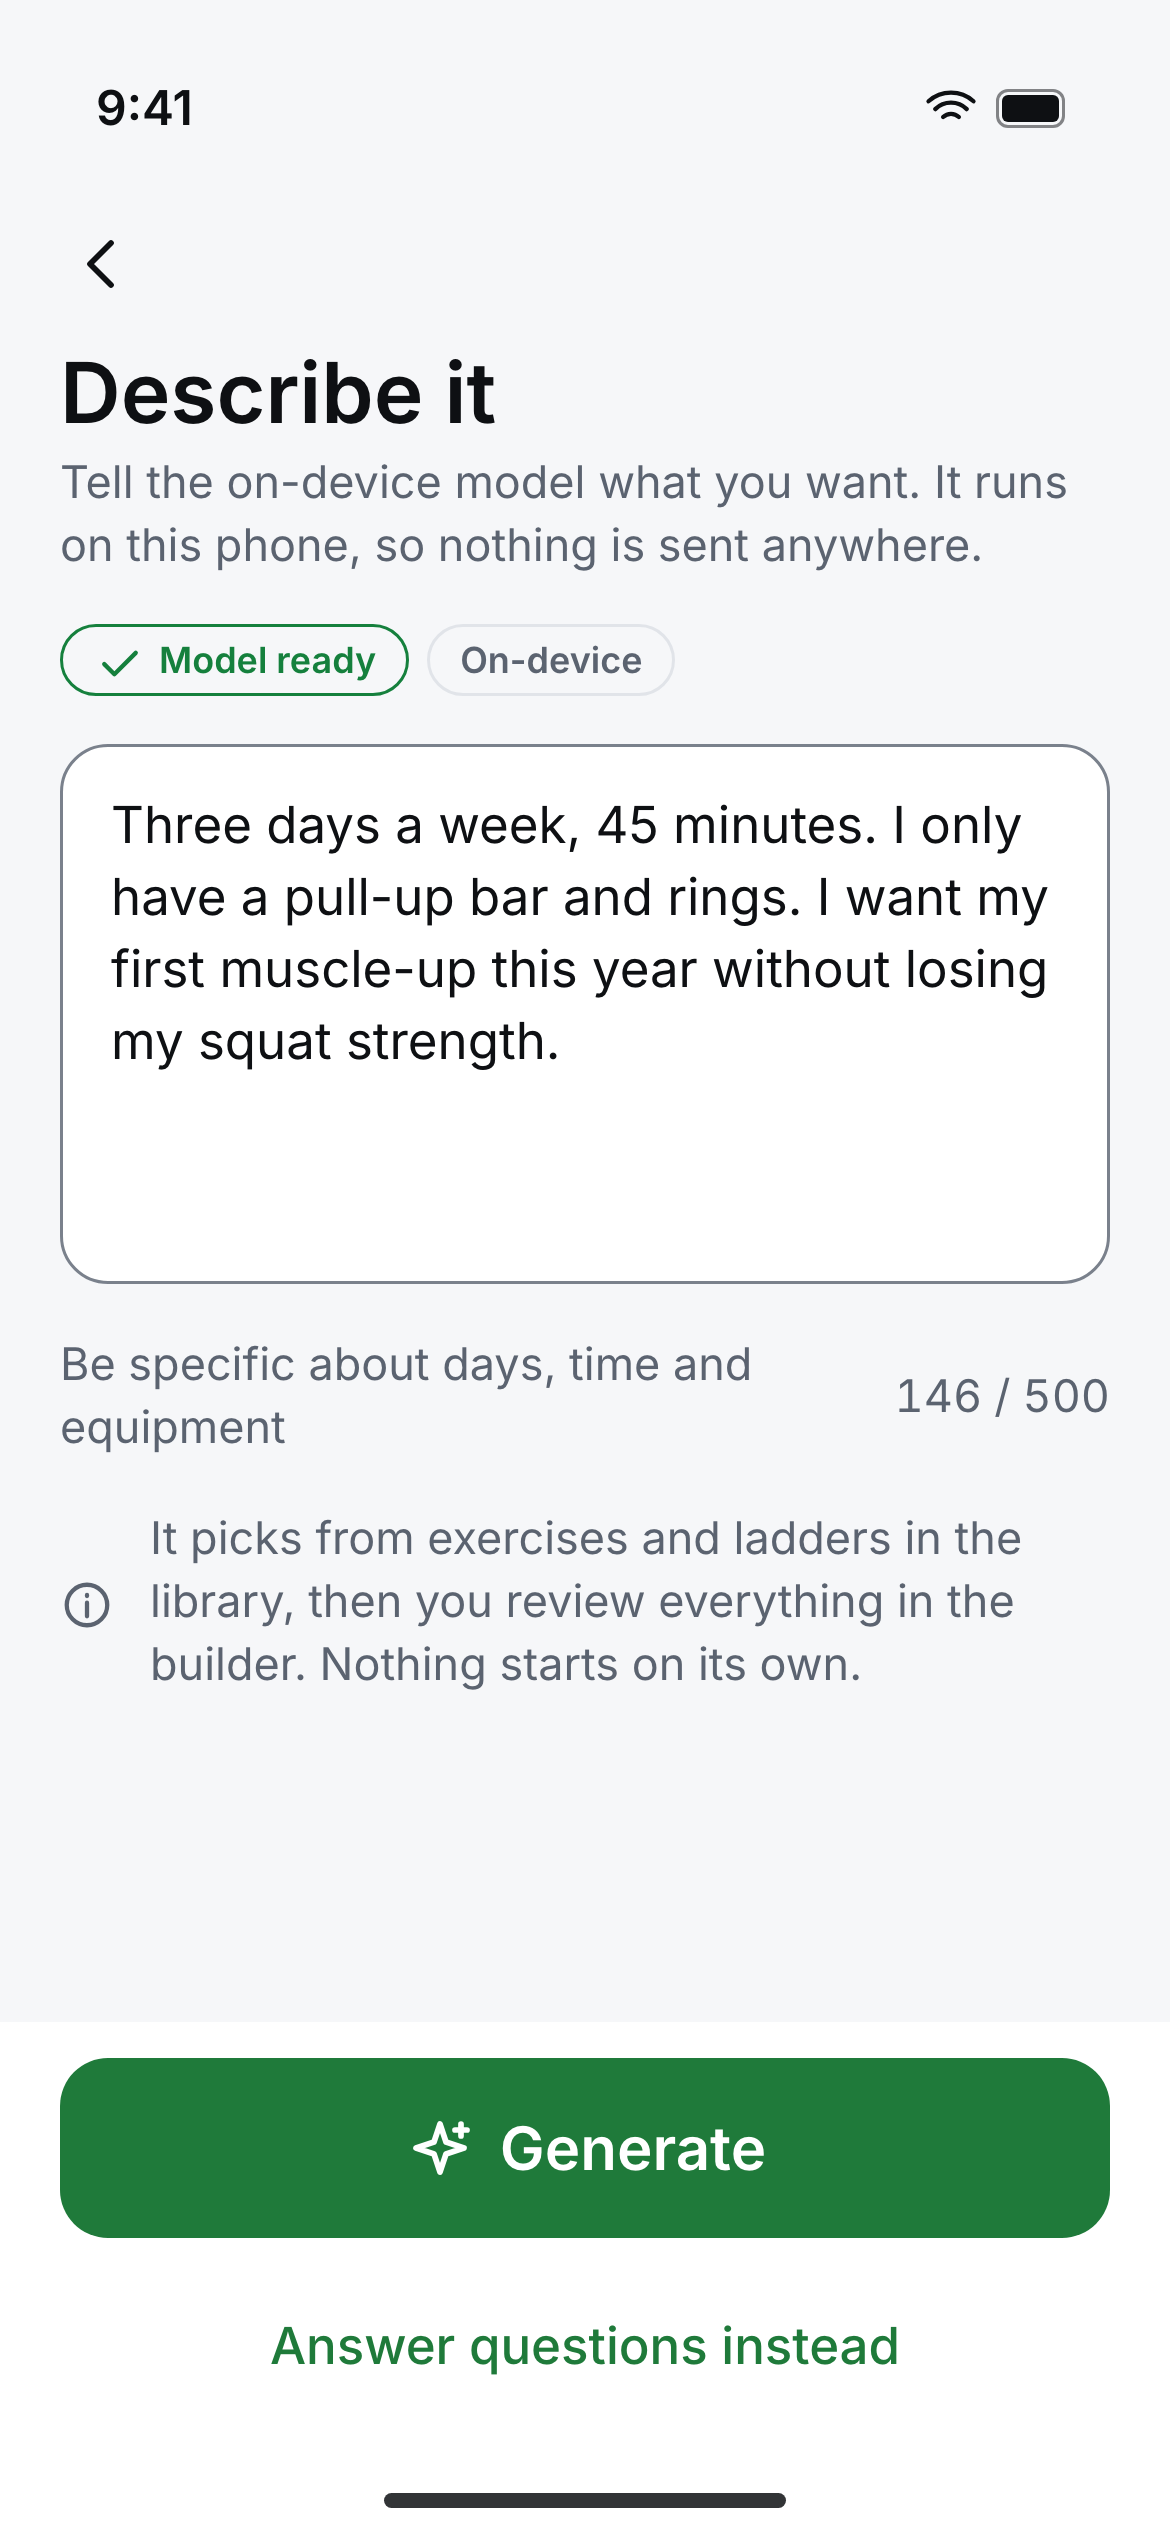 9:41
Describe it
Tell the on-device model what you want. It runs
on this phone, so nothing is sent anywhere.
Model ready
On-device
Three days a week, 45 minutes. I only
have a pull-up bar and rings. I want my
first muscle-up this year without losing
my squat strength.
Be specific about days, time and
equipment
146 / 500
It picks from exercises and ladders in the
library, then you review everything in the
builder. Nothing starts on its own.
Generate
Answer questions instead